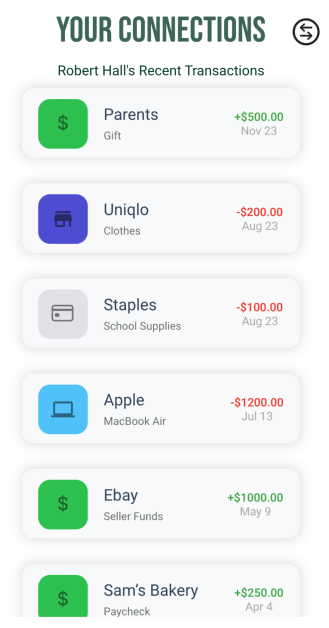 YOUR CONNECTIONS
Robert Hall's Recent Transactions
Parents
+$500.00
Gift
Nov 23
Uniqlo
-$200.00
Clothes
Aug 23
Staples
-$100.00
School Supplies
Aug 23
Apple
-$1200.00
MacBook Air
Jul 13
Ebay
+$1000.00
Seller Funds
May 9
Sam's Bakery
+$250.00
Paycheck
Apr 4